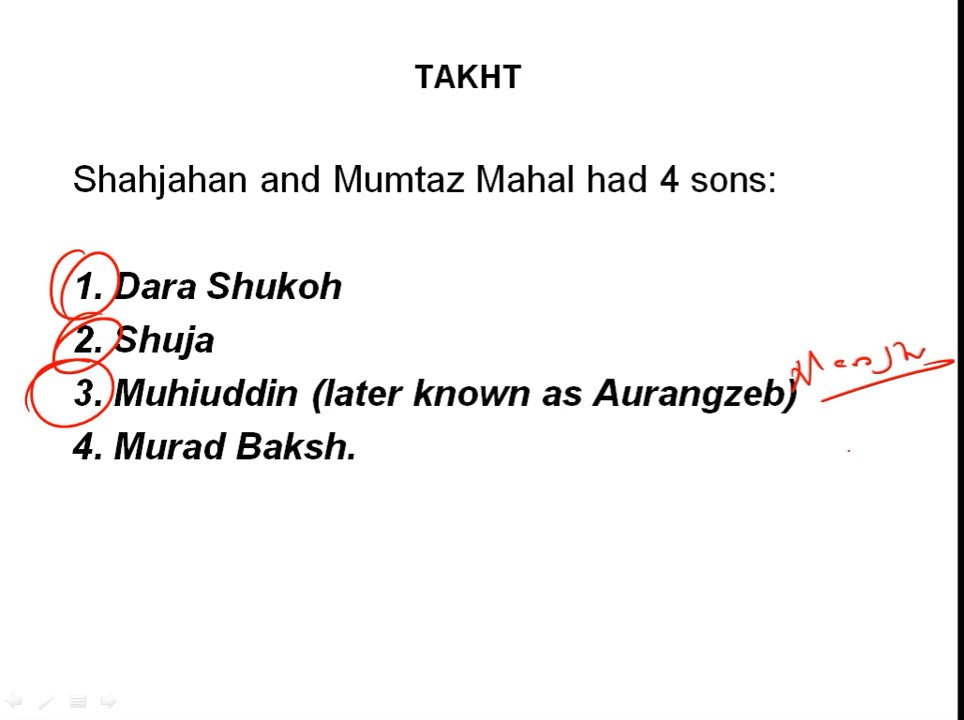 TAKHT
Shahjahan and Mumtaz Mahal had 4 sons:
1. Dara Shukoh
2. Shuja
3. Muhiuddin (later known as Aurangzeb)
4. Murad Baksh.